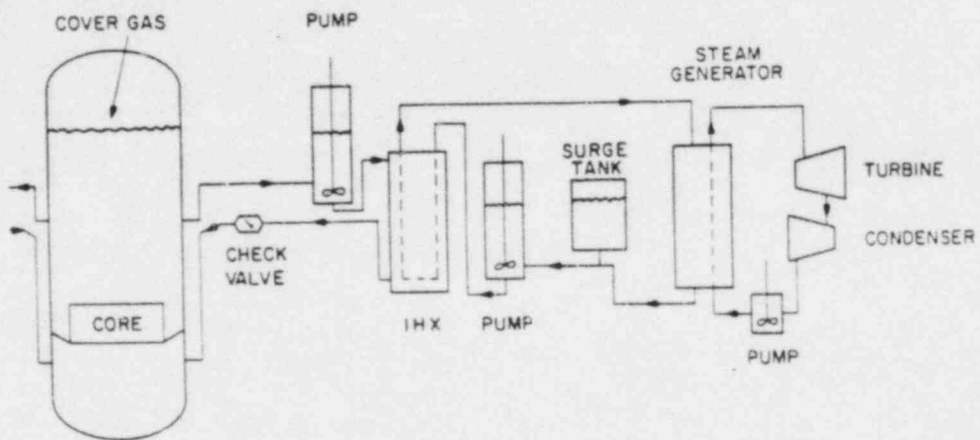 COVER GAS
PUMP
STEAM
GENERATOR
SURGE
TANK
TURBINE
CONDENSER
CHECK
VALVE
CORE
IHX
PUMP
PUMP